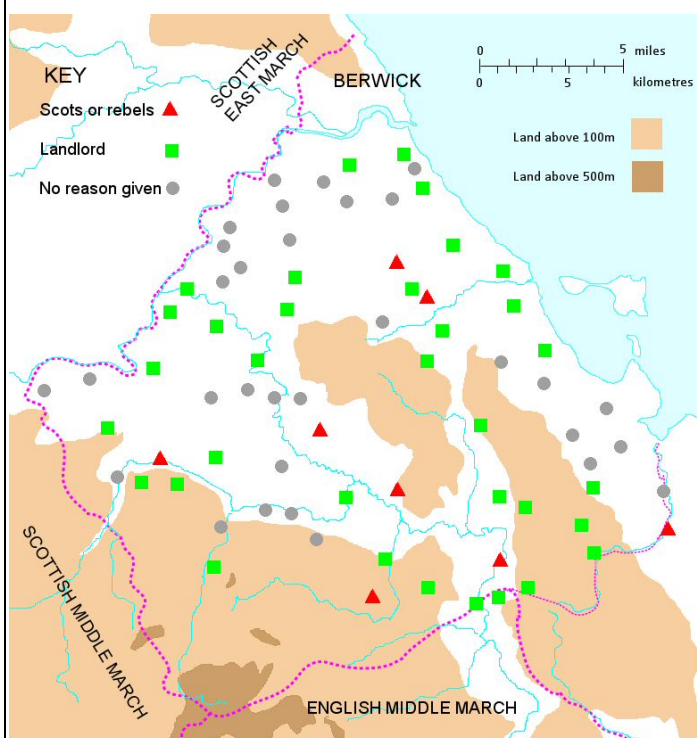 KEY
Scots or rebels
Landlord
No reason given
SCOTTISH
EAST MARCH
BERWICK
0 5 miles
0 5 kilometres
Land above 100m
Land above 500m
SCOTTISH MIDDLE MARCH
ENGLISH MIDDLE MARCH